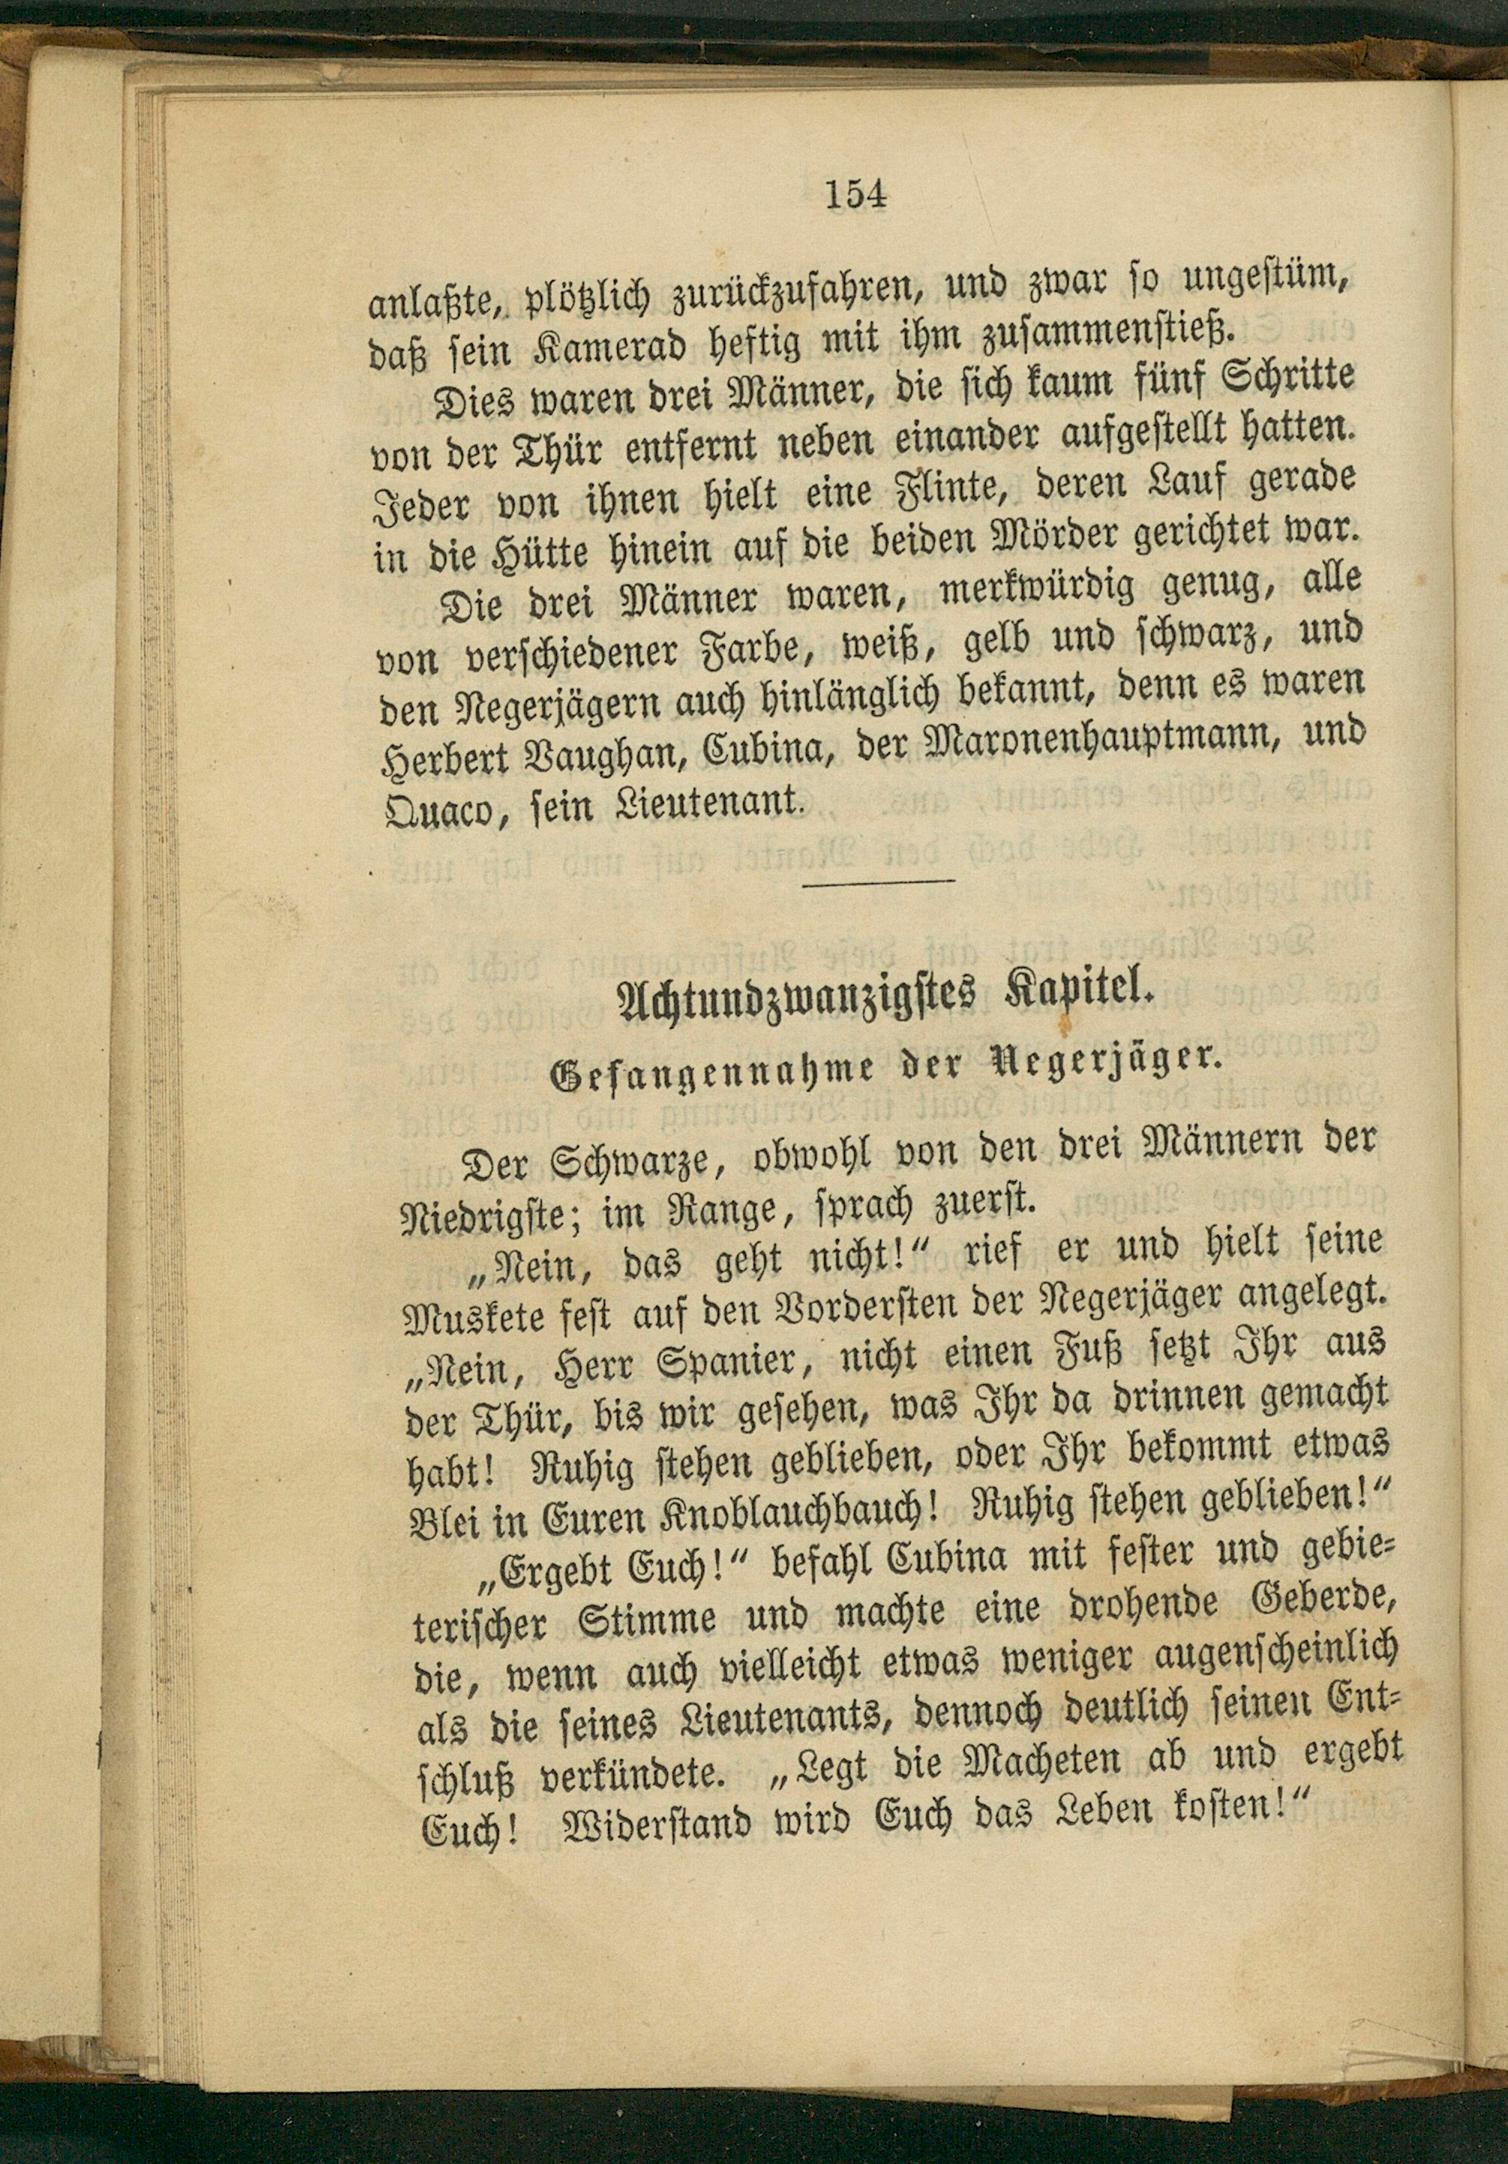 154
anlaßte, plötzlich zurückzufahren, und zwar so ungestüm,
daß sein Kamerad heftig mit ihm zusammenstieß.
Dies waren drei Männer, die sich kaum fünf Schritte
von der Thür entfernt neben einander aufgestellt hatten.
Jeder von ihnen hielt eine Flinte, deren Lauf gerade
in die Hütte hinein auf die beiden Mörder gerichtet war.
Die drei Männer waren, merkwürdig genug, alle
von verschiedener Farbe, weiß, gelb und schwarz, und
den Negerjägern auch hinlänglich bekannt, denn es waren
Herbert Vaughan, Cubina, der Maronenhauptmann, und
Quaco, sein Lieutenant.
Achtundzwanzigstes Kapitel.
Gefangennahme der Negerjäger.
Der Schwarze, obwohl von den drei Männern der
Niedrigste; im Range, sprach zuerst.
„Nein, das geht nicht!“ rief er und hielt seine
Muskete fest auf den Vordersten der Negerjäger angelegt.
„Nein, Herr Spanier, nicht einen Fuß setzt Ihr aus
der Thür, bis wir gesehen, was Ihr da drinnen gemacht
habt! Ruhig stehen geblieben, oder Ihr bekommt etwas
Blei in Euren Knoblauchbauch! Ruhig stehen geblieben!“
„Ergebt Euch!“ befahl Cubina mit fester und gebie-
terischer Stimme und machte eine drohende Geberde,
die, wenn auch vielleicht etwas weniger augenscheinlich
als die seines Lieutenants, dennoch deutlich seinen Ent-
schluß verkündete. „Legt die Macheten ab und ergebt
Euch! Widerstand wird Euch das Leben kosten!“